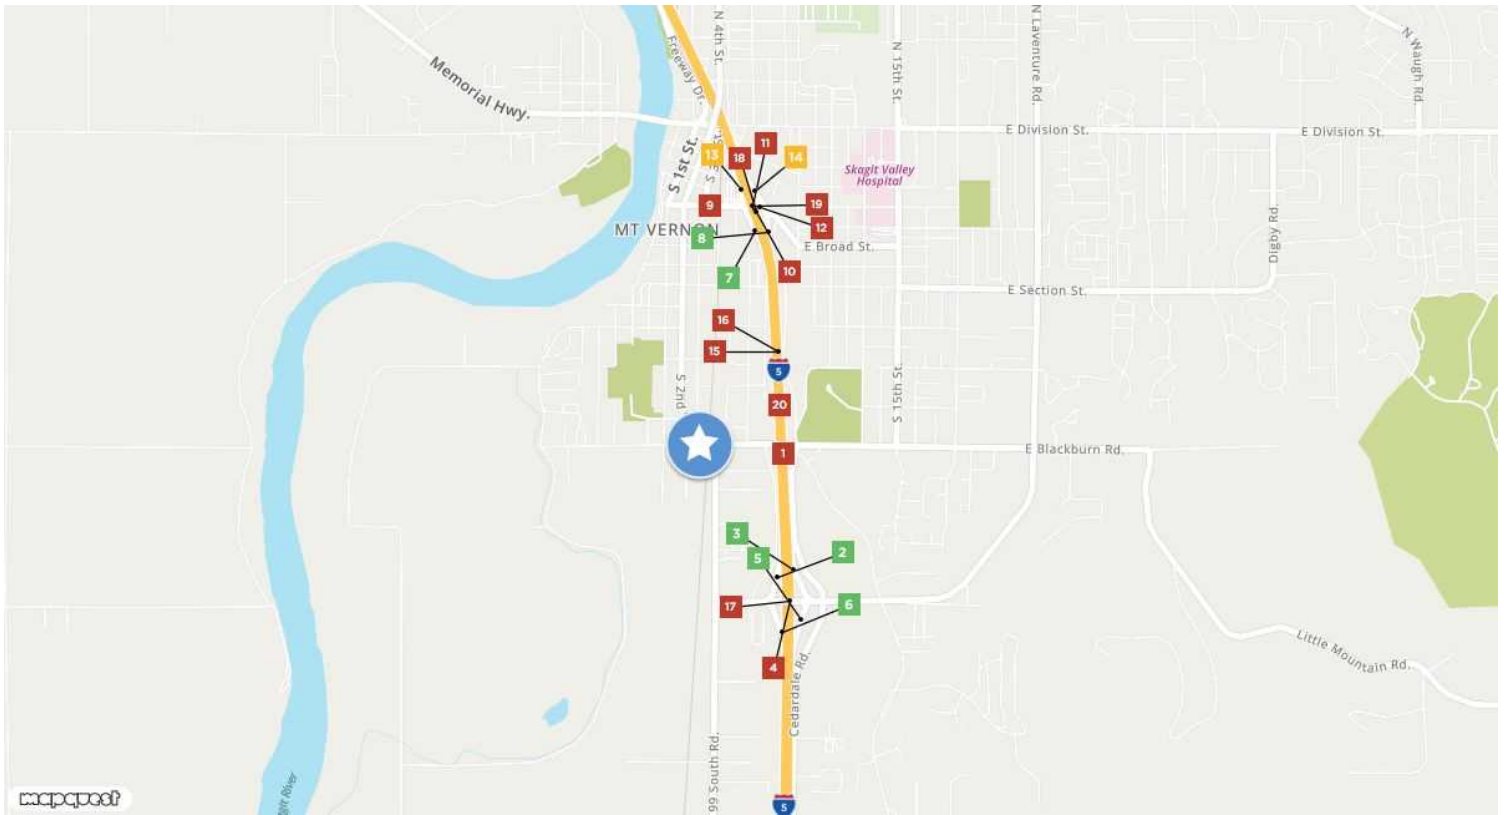 N 4th St.
Freeway Dr.
Memorial Hwy.
N 15th St.
N Laventure Rd.
N Waugh Rd.
E Division St.
E Division St.
S 1st St.
13
18
11
14
Skagit Valley
Hospital
9
19
12
MT VERNON
8
E Broad St.
Digby Rd.
7
10
E Section St.
16
15
5
S 2nd
20
S 15th St.
1
E Blackburn Rd.
3
5
2
17
6
4
Little Mountain Rd.
Cedardale Rd.
99 South Rd.
mapquest
River
5